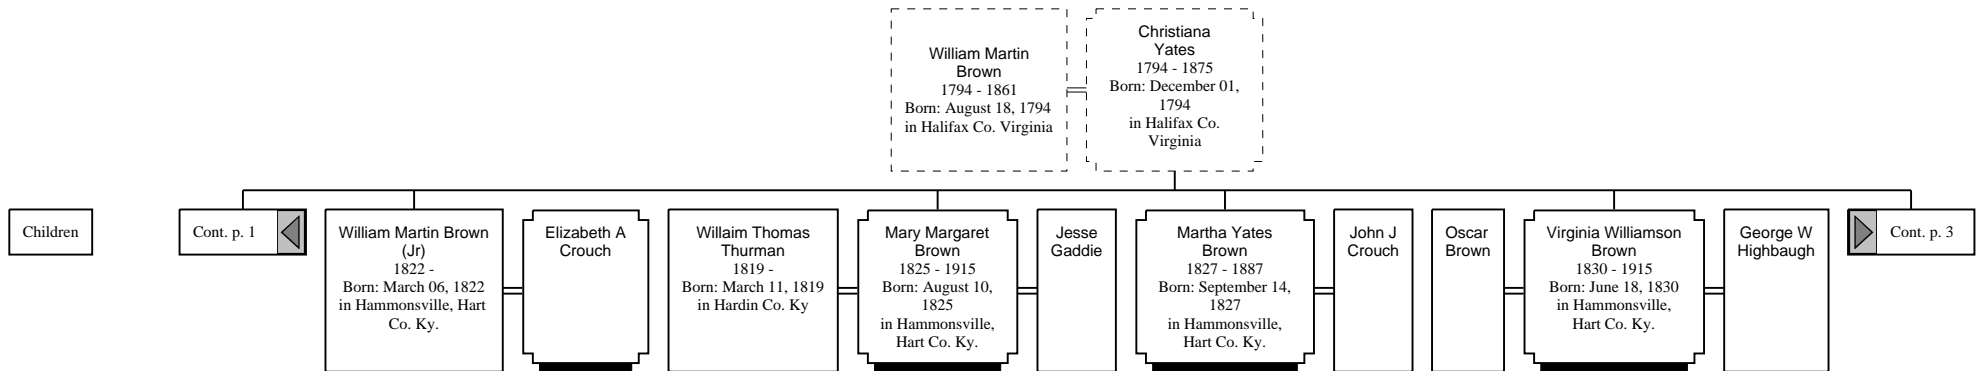 William Martin
Brown
1794 - 1861
Born: August 18, 1794
in Halifax Co. Virginia
Christiana
Yates
1794 - 1875
Born: December 01,
1794
in Halifax Co.
Virginia
Children
Cont. p. 1
William Martin Brown
(Jr)
1822 -
Born: March 06, 1822
in Hammonsville, Hart
Co. Ky.
Elizabeth A
Crouch
Willaim Thomas
Thurman
1819 -
Born: March 11, 1819
in Hardin Co. Ky
Mary Margaret
Brown
1825 - 1915
Born: August 10,
1825
in Hammonsville,
Hart Co. Ky.
Jesse
Gaddie
Martha Yates
Brown
1827 - 1887
Born: September 14,
1827
in Hammonsville,
Hart Co. Ky.
John J
Crouch
Oscar
Brown
Virginia Williamson
Brown
1830 - 1915
Born: June 18, 1830
in Hammonsville,
Hart Co. Ky.
George W
Highbaugh
Cont. p. 3